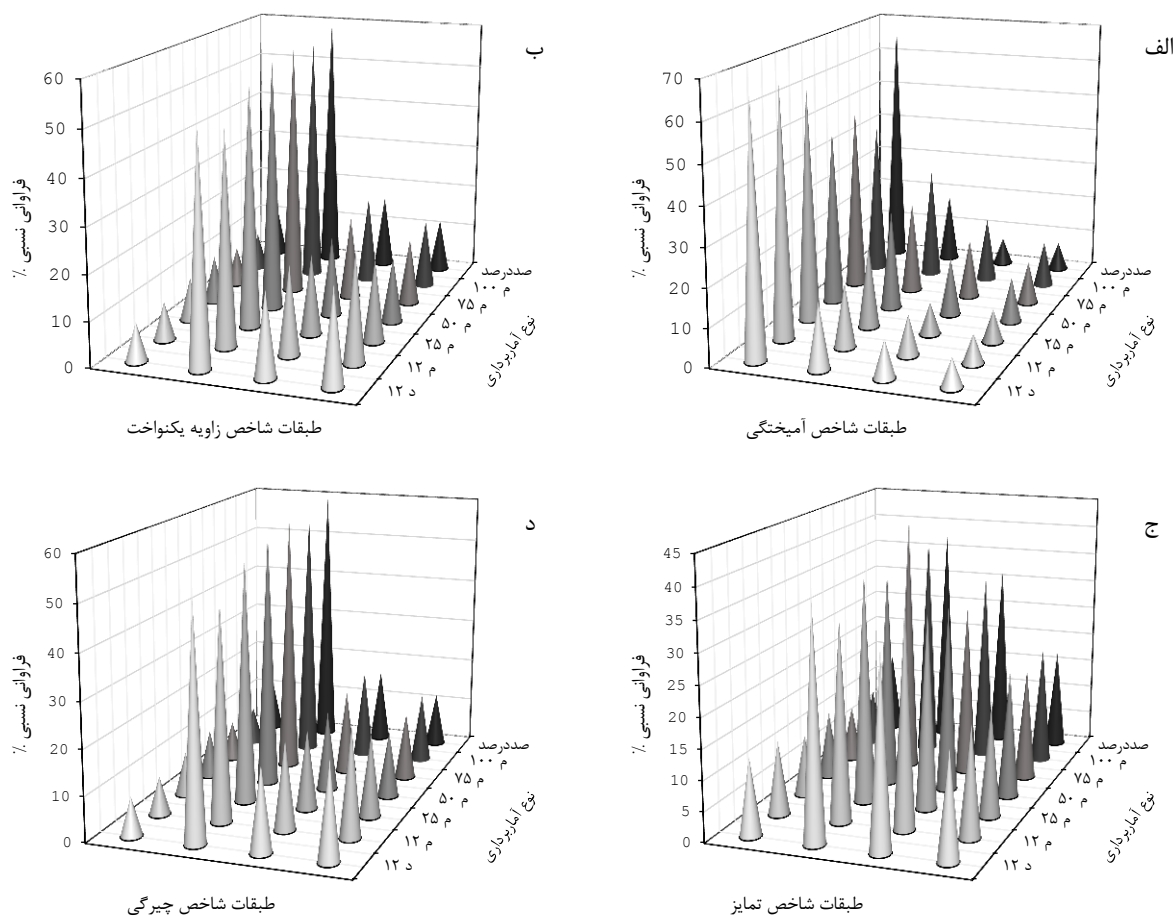 الف
70
60
50
40
30
20
10
0
فراوانی نسبی ٪
صددرصد
۱۰۰ م
۷۵ م
۵۰ م
۲۵ م
۱۲ م
۱۲ د
نوع آماربرداری
طبقات شاخص آمیختگی
ب
60
50
40
30
20
10
0
فراوانی نسبی ٪
صددرصد
۱۰۰ م
۷۵ م
۵۰ م
۲۵ م
۱۲ م
۱۲ د
نوع آماربرداری
طبقات شاخص زاویه یکنواخت
ج
45
40
35
30
25
20
15
10
5
0
فراوانی نسبی ٪
صددرصد
۱۰۰ م
۷۵ م
۵۰ م
۲۵ م
۱۲ م
۱۲ د
نوع آماربرداری
طبقات شاخص تمایز
د
60
50
40
30
20
10
0
فراوانی نسبی ٪
صددرصد
۱۰۰ م
۷۵ م
۵۰ م
۲۵ م
۱۲ م
۱۲ د
نوع آماربرداری
طبقات شاخص چیرگی